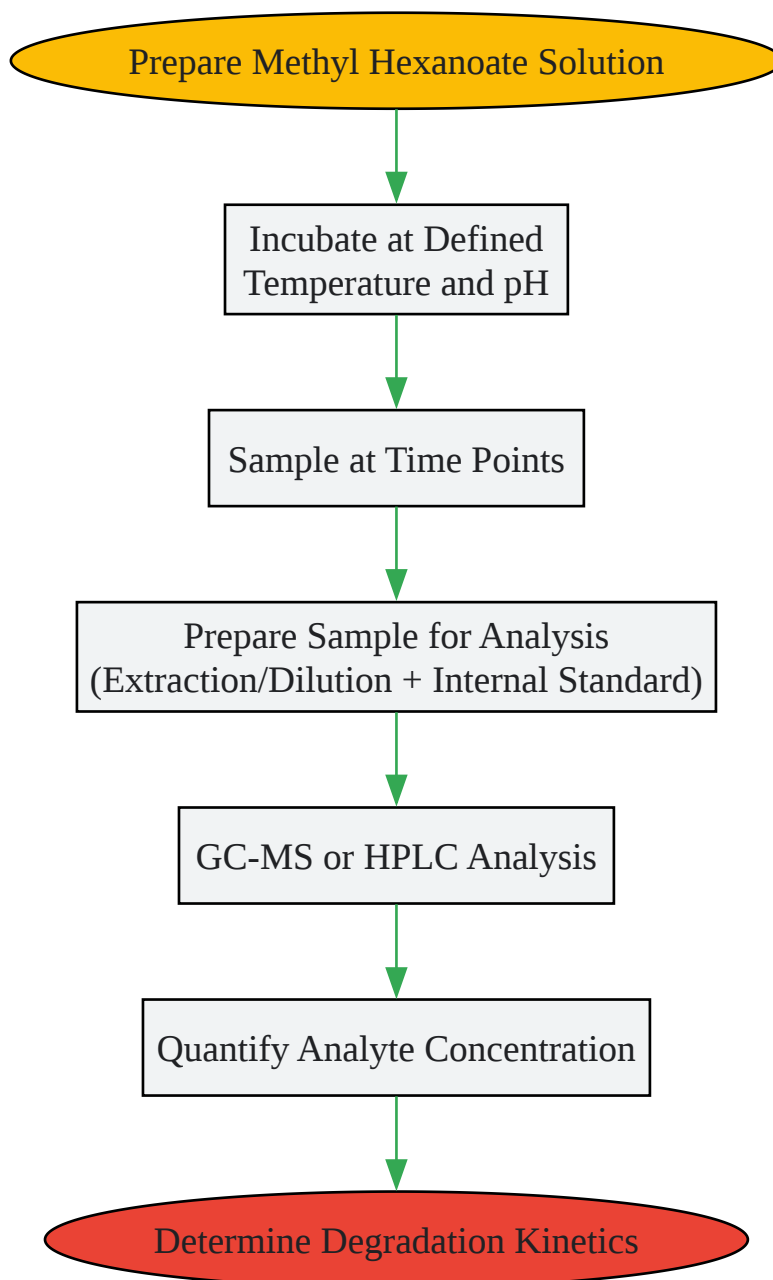 Prepare Methyl Hexanoate Solution
Incubate at Defined
Temperature and pH
Sample at Time Points
Prepare Sample for Analysis
(Extraction/Dilution + Internal Standard)
GC-MS or HPLC Analysis
Quantify Analyte Concentration
Determine Degradation Kinetics